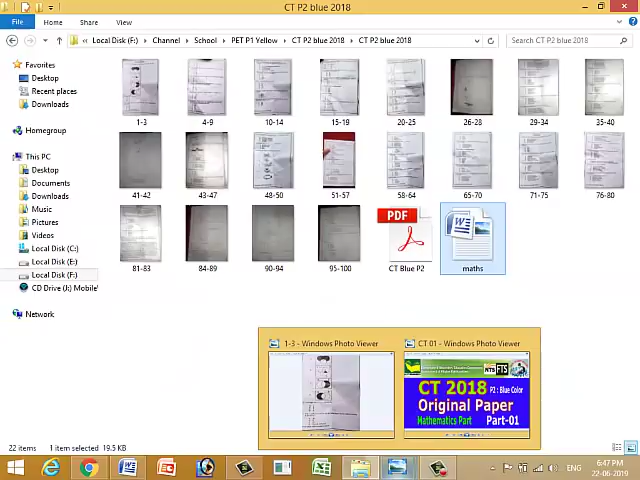 CT P2 blue 2018
File
Home
Share
View
« Local Disk (F:) ▸ Channel ▸ School ▸ PET P1 Yellow ▸ CT P2 blue 2018 ▸ CT P2 blue 2018
Search CT P2 blue 2018
Favorites
Desktop
Recent places
Downloads
Homegroup
This PC
Desktop
Documents
Downloads
Music
Pictures
Videos
Local Disk (C:)
Local Disk (E:)
Local Disk (F:)
CD Drive (J:) Mobile
Network
1-3
4-9
10-14
15-19
20-25
26-28
29-34
35-40
41-42
43-47
48-50
51-57
58-64
65-70
71-75
76-80
81-83
84-89
90-94
95-100
PDF
CT Blue P2
maths
1-3 - Windows Photo Viewer
CT 01 - Windows Photo Viewer
NTS FTS
CT 2018 P2 : Blue Color
Original Paper
Mathematics Part Part-01
22 items
1 item selected 19.5 KB
ENG
6:47 PM
22-06-2019